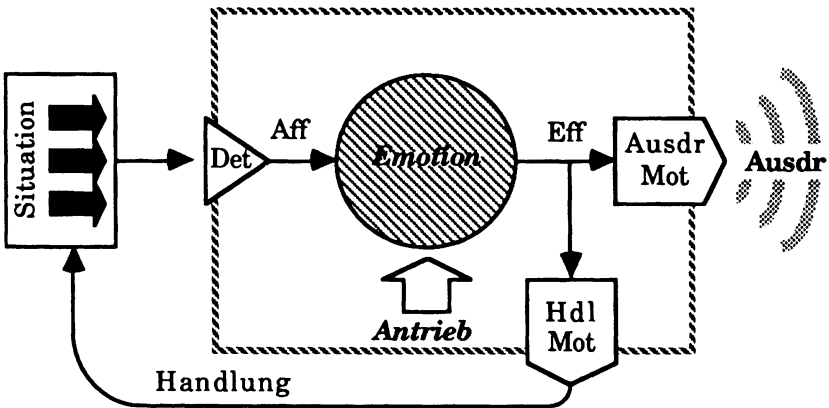 Situation
Det
Aff
Emotion
Antrieb
Eff
Ausdr
Mot
Ausdr
Hdl
Mot
Handlung